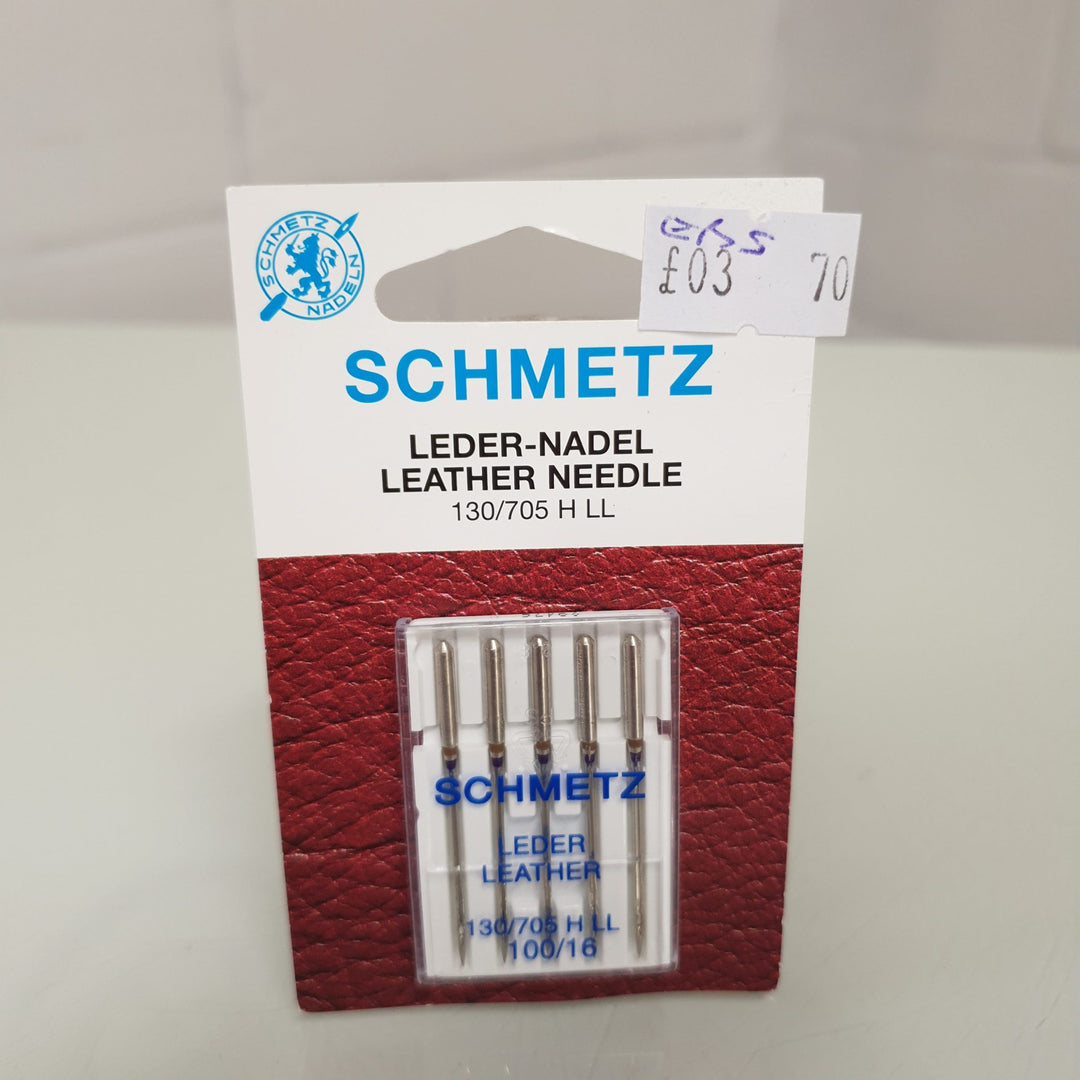 SCHMETZ NADELN
£03 70
SCHMETZ
LEDER-NADEL
LEATHER NEEDLE
130/705 H LL
SCHMETZ
LEDER
LEATHER
130/705 H LL
100/16